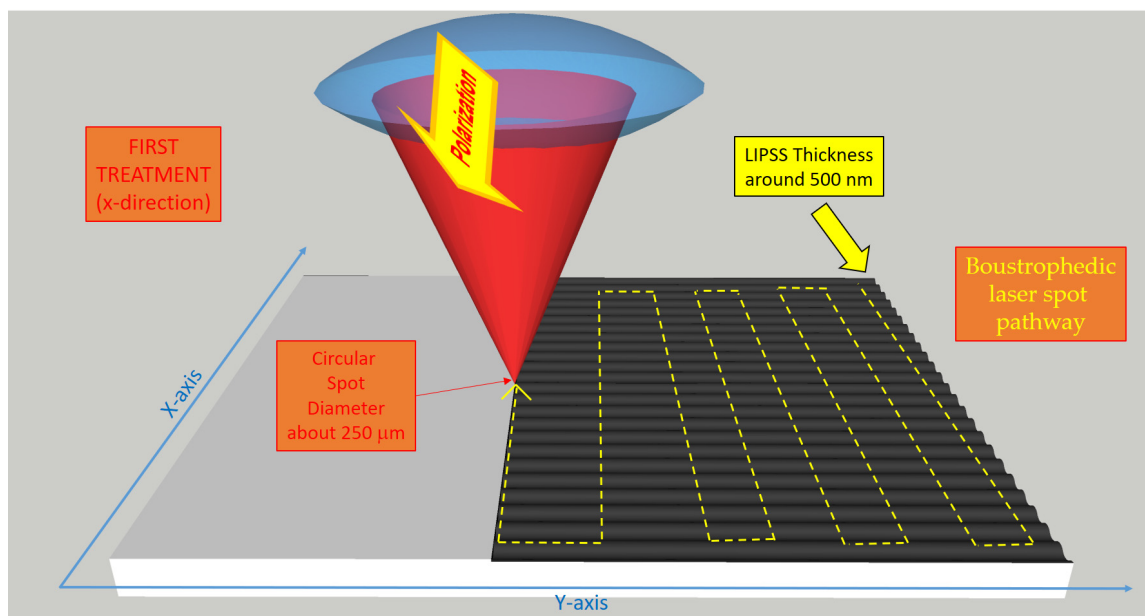 Polarization
FIRST
TREATMENT
(x-direction)
LIPSS Thickness
around 500 nm
Boustrophedic
laser spot
pathway
Circular
Spot
Diameter
about 250 μm
X-axis
Y-axis